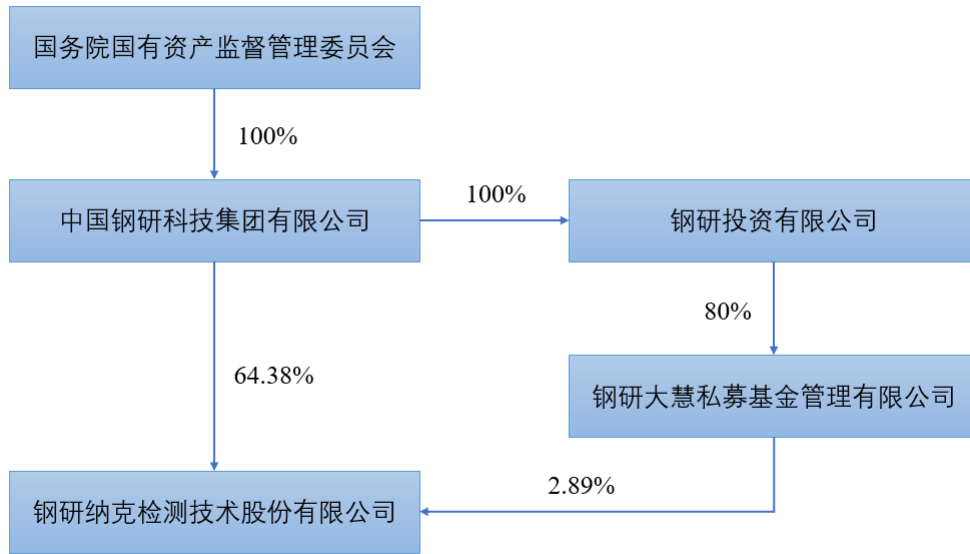 国务院国有资产监督管理委员会
100%
中国钢研科技集团有限公司
100%
钢研投资有限公司
80%
64.38%
钢研大慧私募基金管理有限公司
2.89%
钢研纳克检测技术股份有限公司